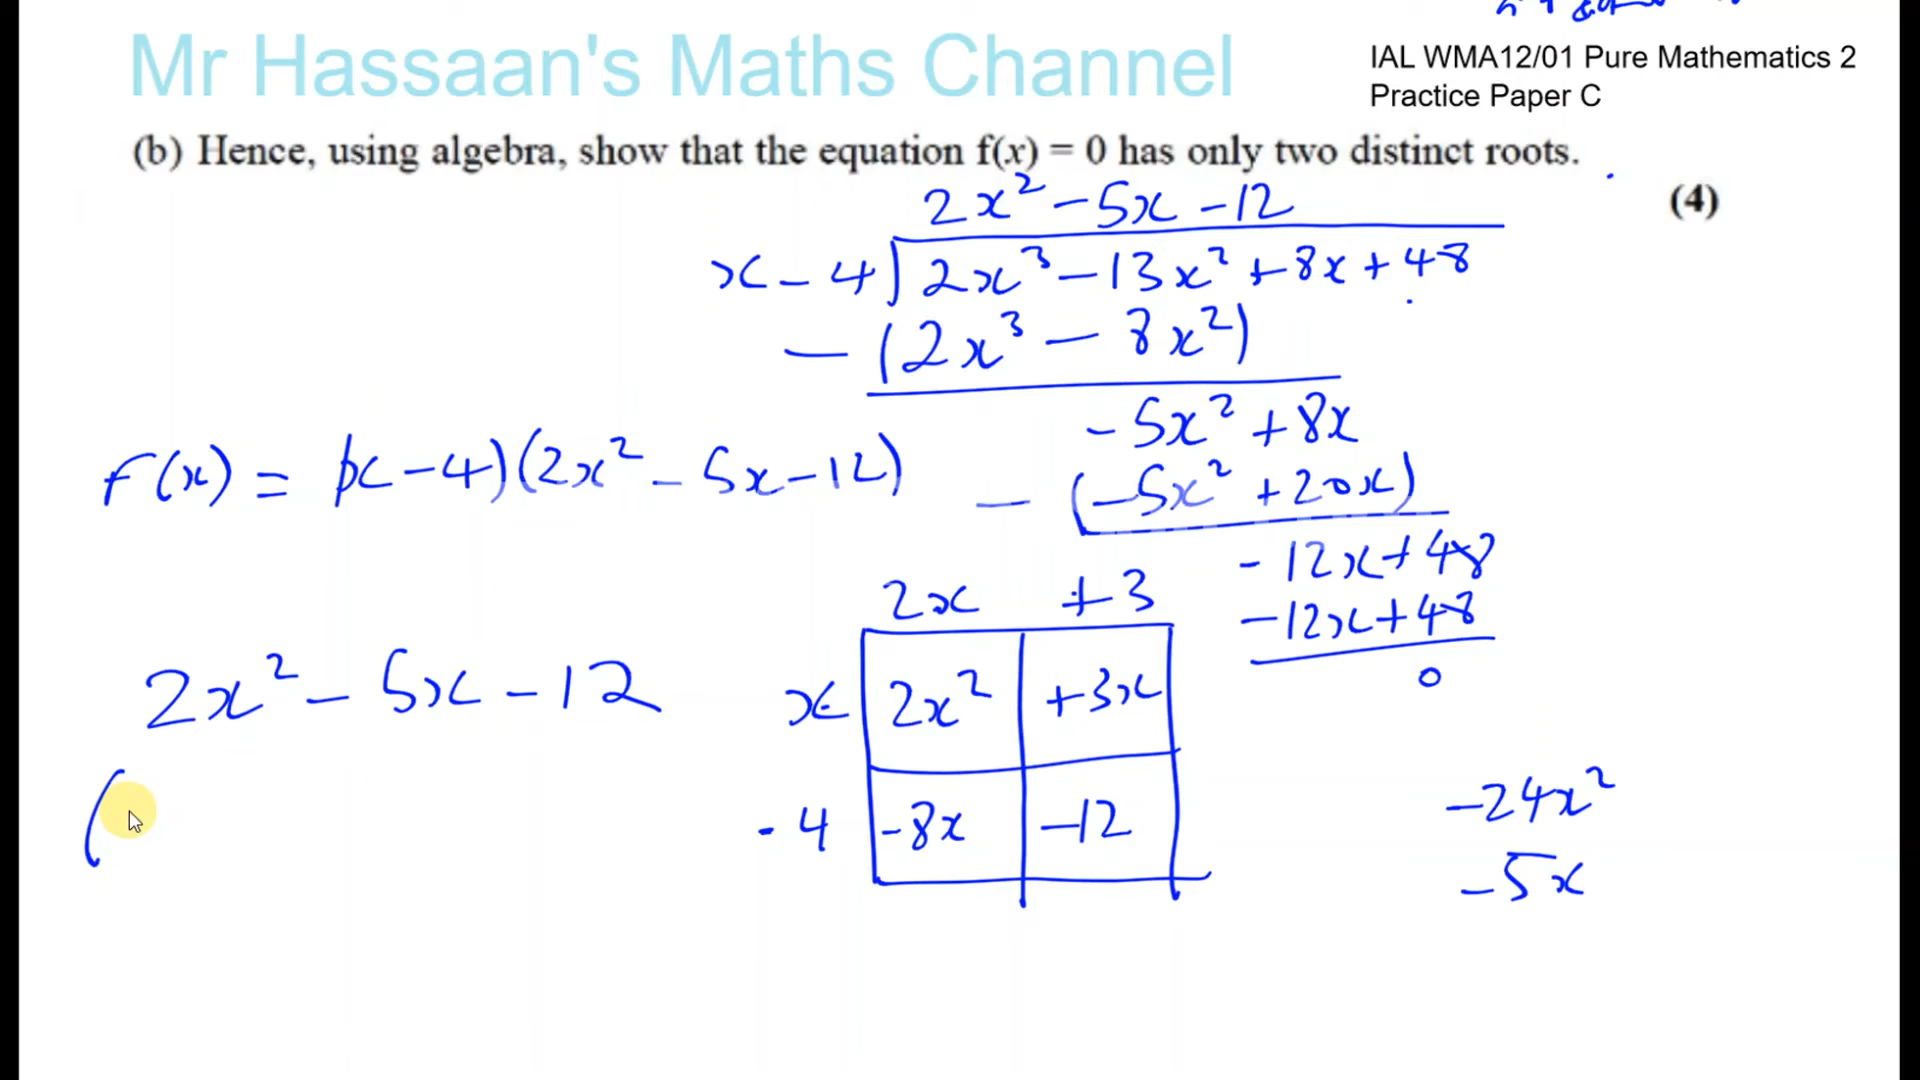 Mr Hassaan's Maths Channel
IAL WMA12/01 Pure Mathematics 2
Practice Paper C
(b) Hence, using algebra, show that the equation f(x) = 0 has only two distinct roots.
(4)
2x² - 5x - 12
x - 4) 2x³ - 13x² + 8x + 48
- (2x³ - 8x²)
- 5x² + 8x
F(x) = (x - 4)(2x² - 5x - 12)
- (-5x² + 20x)
- 12x + 48
- 12x + 48
0
2x + 3
2x² - 5x - 12
x 2x² +3x
- 4 -8x -12
(
-24x²
-5x